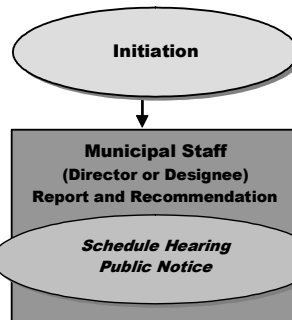 Initiation
Municipal Staff
(Director or Designee)
Report and Recommendation
Schedule Hearing
Public Notice